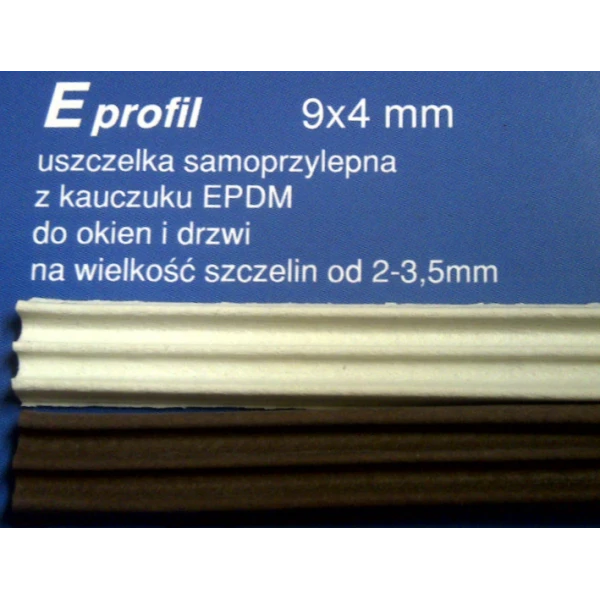 E profil 9x4 mm
uszczelka samoprzylepna
z kauczuku EPDM
do okien i drzwi
na wielkość szczelin od 2-3,5mm